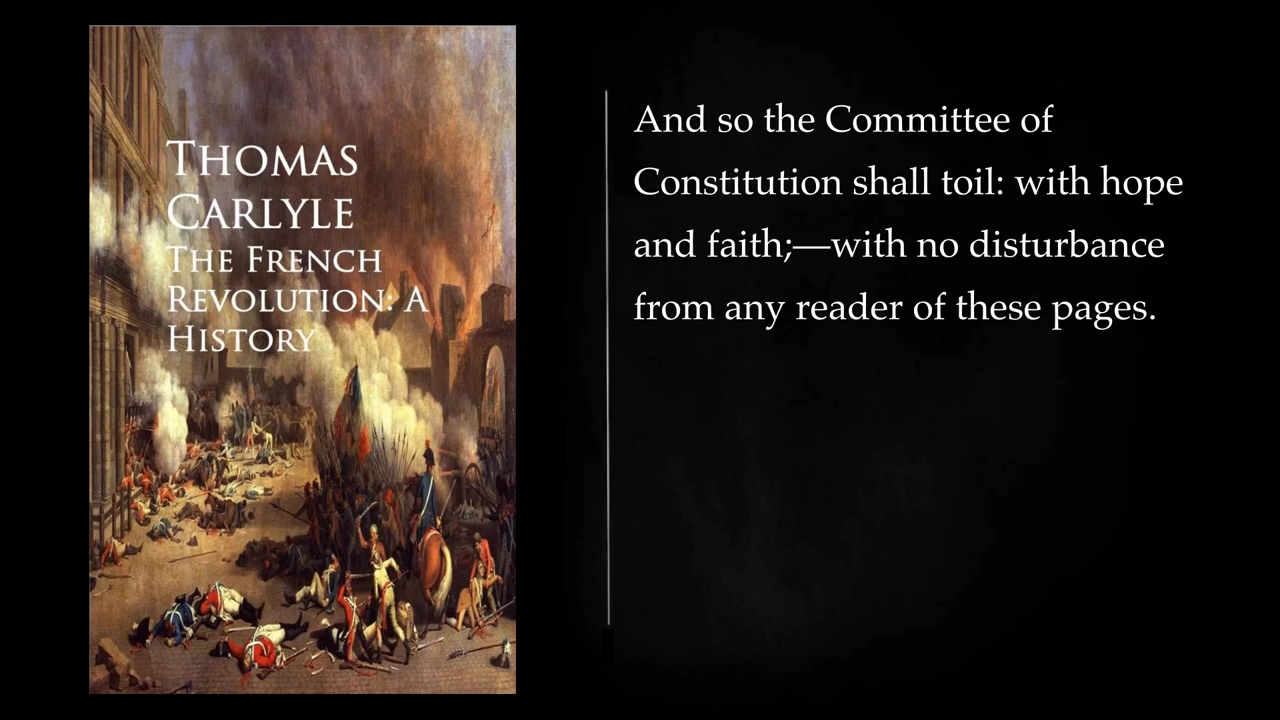 THOMAS
CARLYLE
THE FRENCH
REVOLUTION: A
HISTORY
And so the Committee of
Constitution shall toil: with hope
and faith;—with no disturbance
from any reader of these pages.